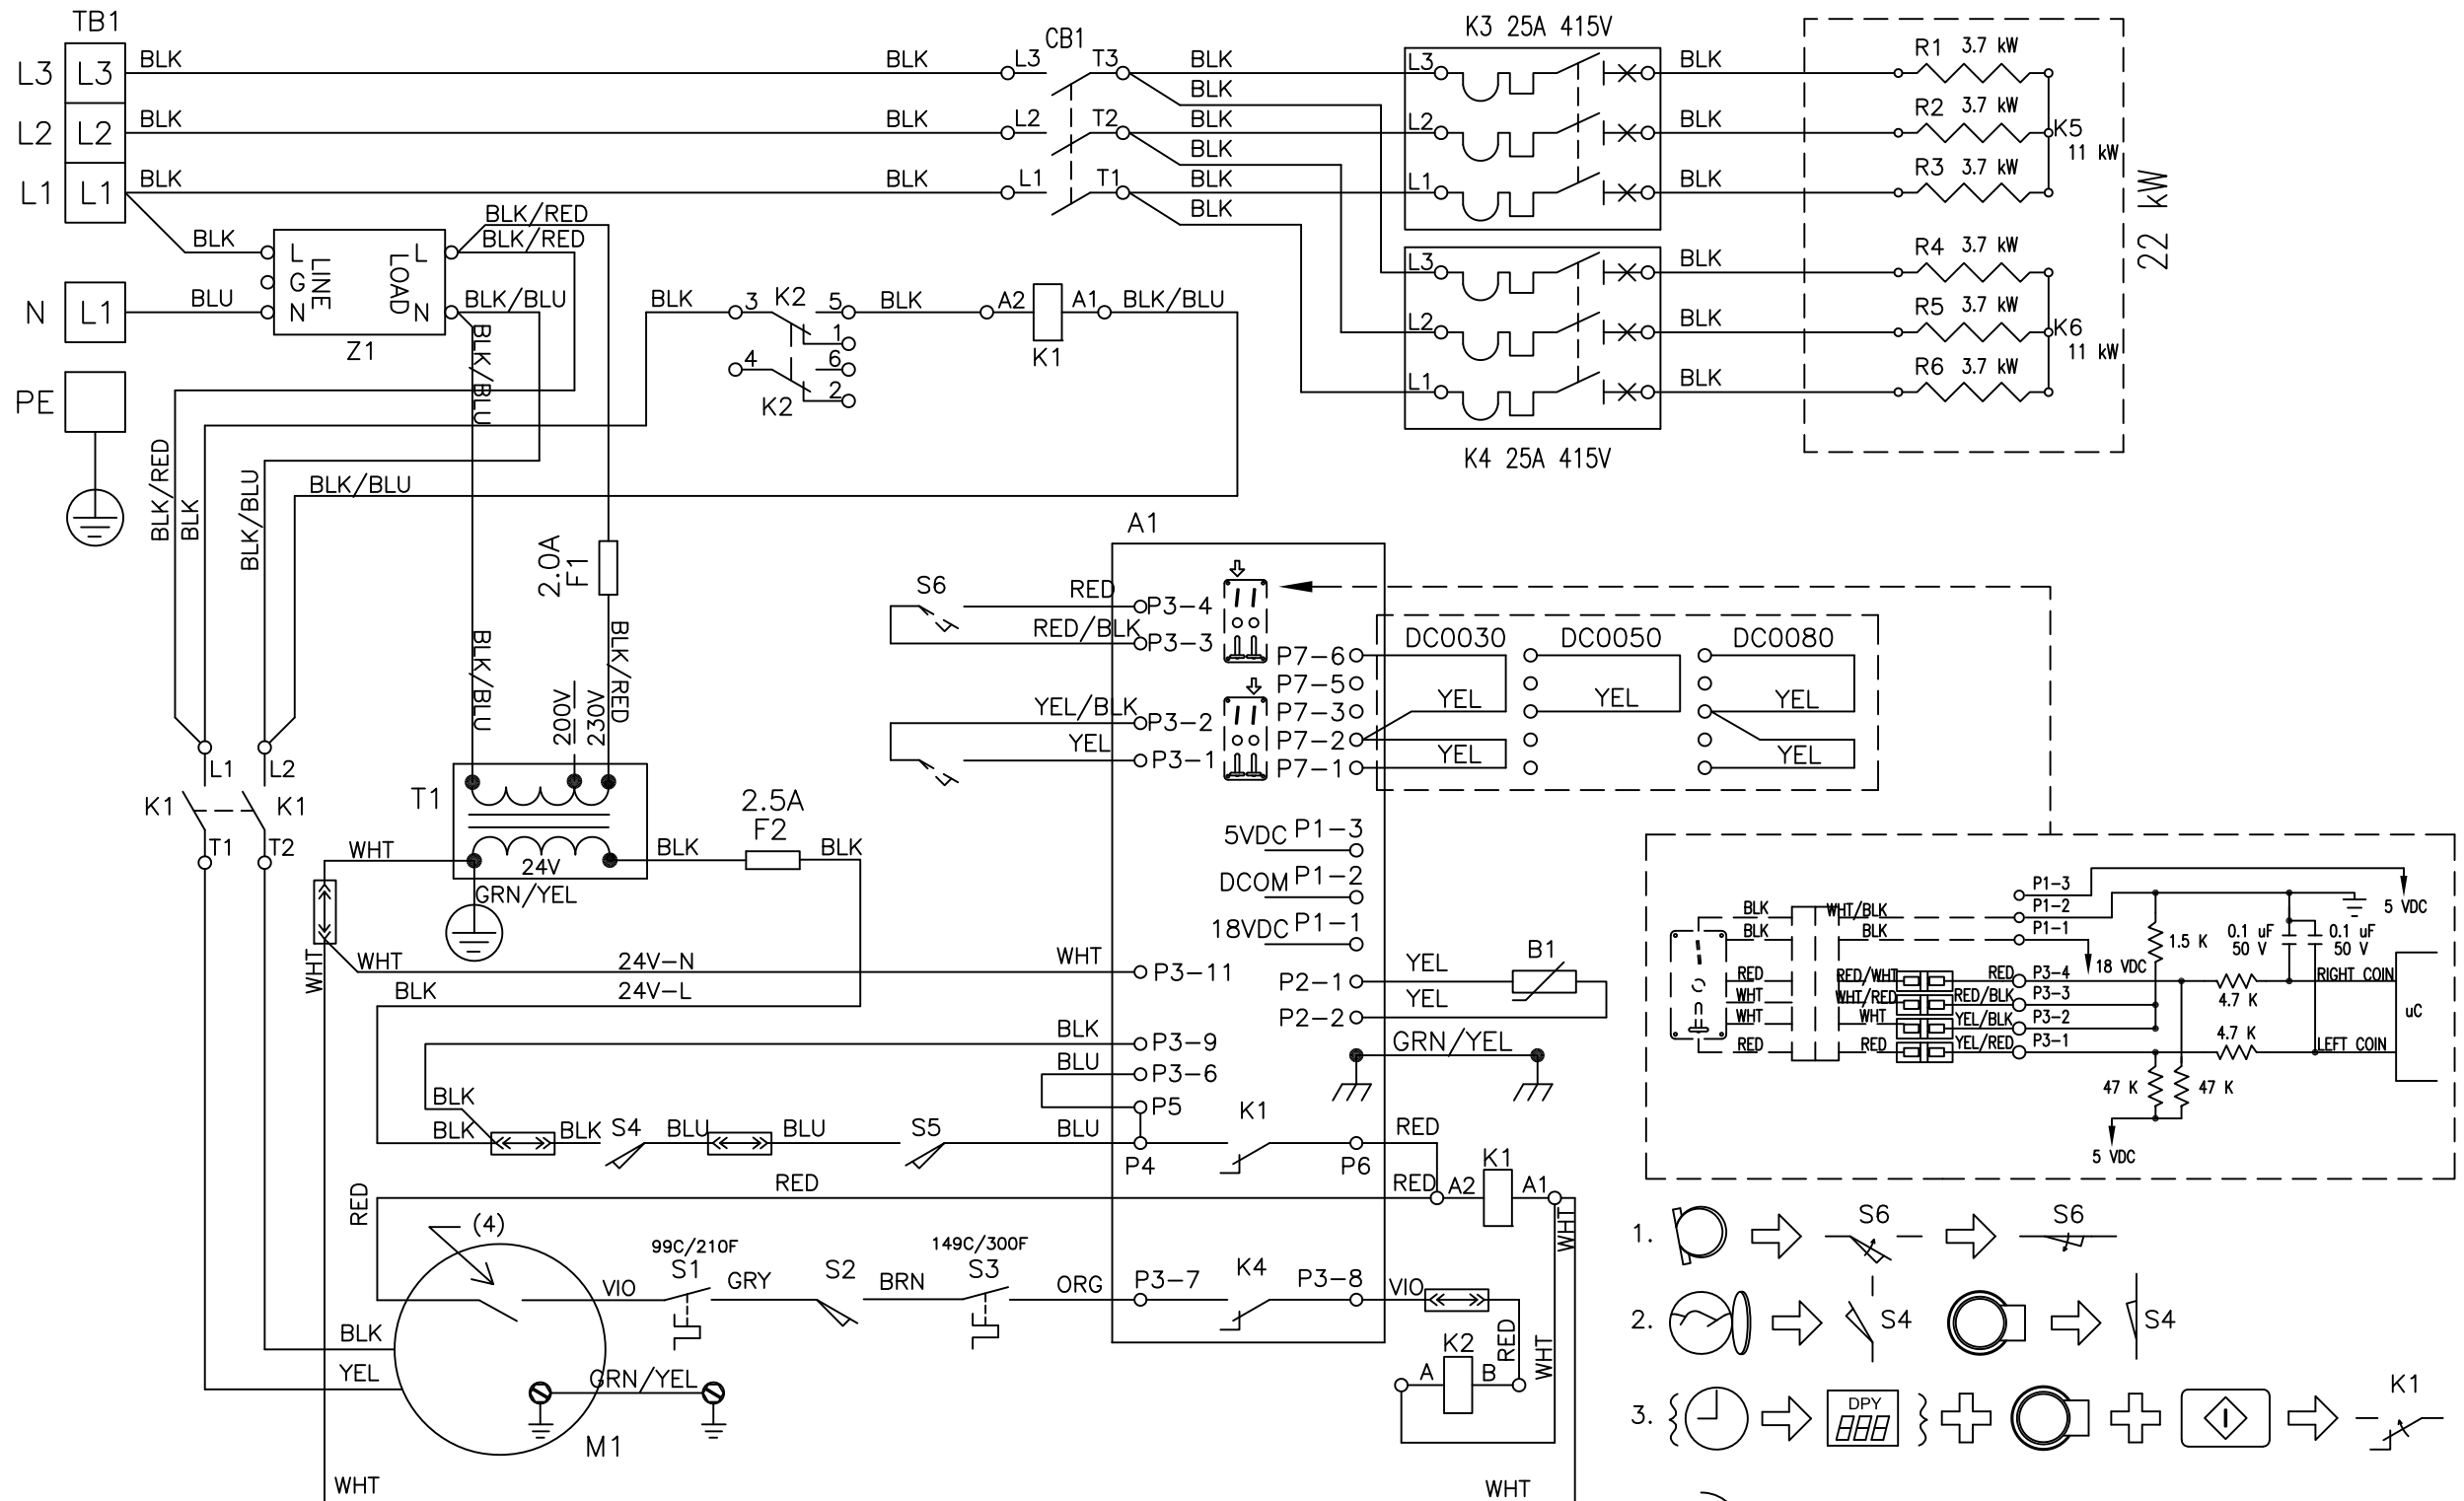 TB1
L3 L3 BLK BLK L3 CB1 T3 BLK BLK
L2 L2 BLK BLK L2 T2 BLK BLK
L1 L1 BLK BLK L1 T1 BLK BLK
K3 25A 415V
L3 BLK R1 3.7 kW
L2 BLK R2 3.7 kW K5
11 kW
L1 BLK R3 3.7 kW
22 kW
L3 BLK R4 3.7 kW
L2 BLK R5 3.7 kW K6
11 kW
L1 BLK R6 3.7 kW
K4 25A 415V
BLK L LINE LOAD L BLK/RED
BLK/RED
G
N L1 BLU N N BLK/BLU
Z1
BLK/BLU
PE
BLK 3 K2 5 BLK A2 A1 BLK/BLU
1 K1
4 6
K2 2
BLK/RED
BLK
BLK/BLU
BLK/BLU
2.0A
F1
BLK/BLU
BLK/RED
200V
230V
L1 L2
K1 K1
T1 T2
T1
24V
2.5A
F2
WHT BLK BLK
GRN/YEL
WHT
WHT 24V-N WHT P3-11
BLK 24V-L
A1
S6 RED P3-4
RED/BLK P3-3
YEL/BLK P3-2
YEL P3-1
DC0030 DC0050 DC0080
P7-6
P7-5 YEL YEL YEL
P7-3
P7-2
P7-1 YEL YEL
5VDC P1-3
DCOM P1-2
18VDC P1-1
P2-1 YEL B1
P2-2 YEL
GRN/YEL
BLK P3-9
BLU P3-6
P5
BLK
BLK BLK S4 BLU BLU S5 BLU P4 K1 P6 RED
RED RED RED A2 K1 A1
WHT
(4)
VIO 99C/210F
S1 GRY S2 BRN 149C/300F
S3 ORG P3-7 K4 P3-8 VIO
RED WHT
A K2 B
BLK
YEL
GRN/YEL
M1
WHT WHT
P1-3
P1-2
P1-1
5 VDC
BLK WHT/BLK
BLK BLK
18 VDC
1.5 K 0.1 uF
50 V 0.1 uF
50 V
RED RED/WHT RED P3-4 RIGHT COIN
WHT WHT/RED RED/BLK P3-3 4.7 K
WHT WHT YEL/BLK P3-2 4.7 K
RED RED YEL/RED P3-1 LEFT COIN
uC
47 K 47 K
5 VDC
1. S6 S6
2. S4 S4
3. DPY K1